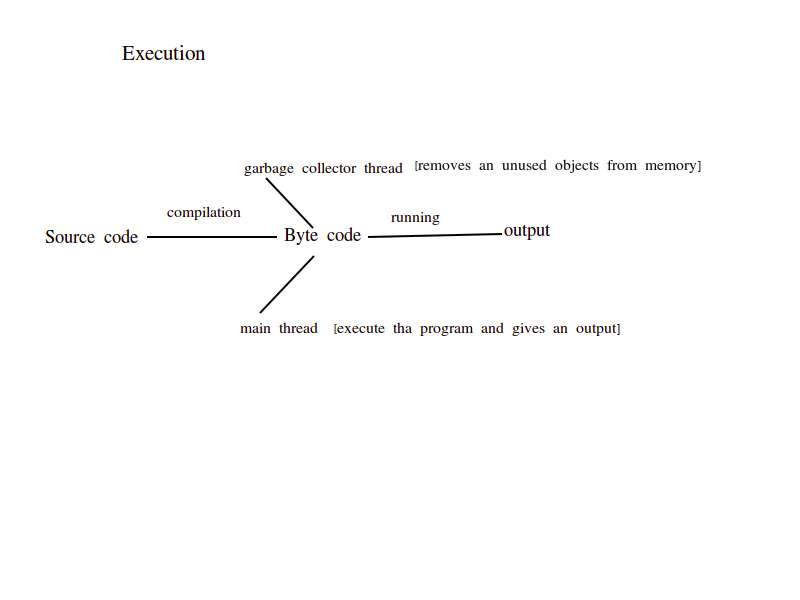 Execution
garbage collector thread [removes an unused objects from memory]
compilation
running
Source code
Byte code
output
main thread [execute tha program and gives an output]